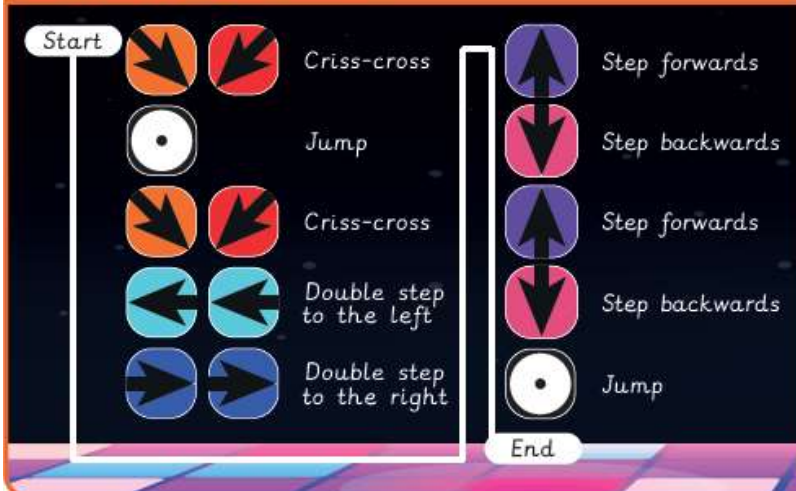 Start
Criss-cross
Jump
Criss-cross
Double step
to the left
Double step
to the right
Step forwards
Step backwards
Step forwards
Step backwards
Jump
End